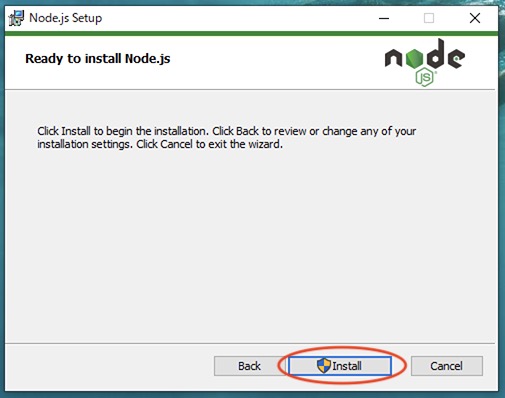 Node.js Setup
Ready to install Node.js
node
JS
Click Install to begin the installation. Click Back to review or change any of your
installation settings. Click Cancel to exit the wizard.
Back
Install
Cancel